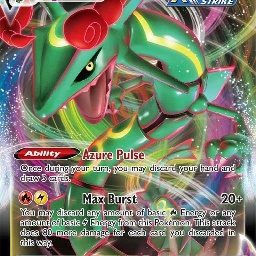 STRIKE
Ability Azure Pulse
Once during your turn, you may discard your hand and
draw 3 cards.
Max Burst 20+
You may discard any amount of basic Energy or any
amount of basic Energy from this Pokémon. This attack
does 80 more damage for each card you discarded in
this way.